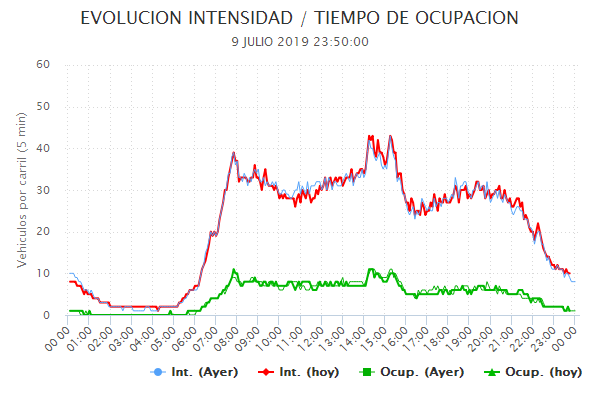 EVOLUCION INTENSIDAD / TIEMPO DE OCUPACION
9 JULIO 2019 23:50:00
Vehículos por carril (5 min)
60
50
40
30
20
10
0
00:00 01:00 02:00 03:00 04:00 05:00 06:00 07:00 08:00 09:00 10:00 11:00 12:00 13:00 14:00 15:00 16:00 17:00 18:00 19:00 20:00 21:00 22:00 23:00 00:00
Int. (Ayer) Int. (hoy) Ocup. (Ayer) Ocup. (hoy)